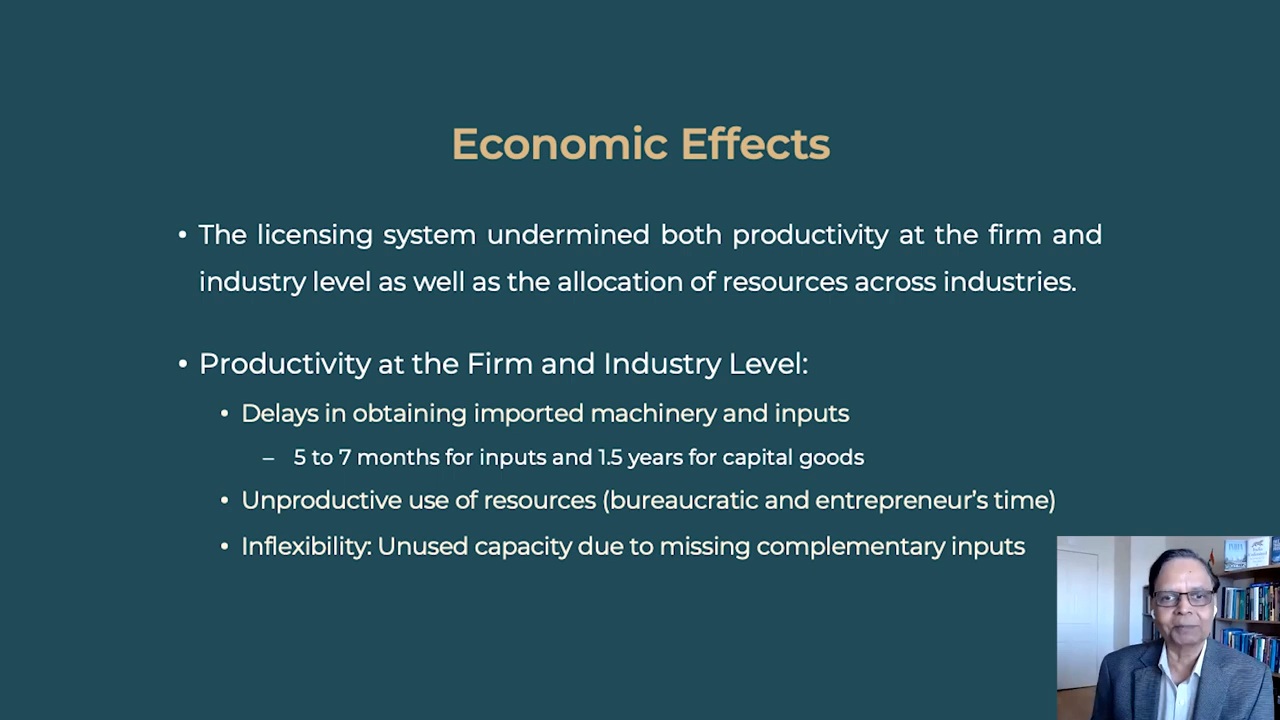 Economic Effects
• The licensing system undermined both productivity at the firm and
industry level as well as the allocation of resources across industries.
• Productivity at the Firm and Industry Level:
• Delays in obtaining imported machinery and inputs
– 5 to 7 months for inputs and 1.5 years for capital goods
• Unproductive use of resources (bureaucratic and entrepreneur's time)
• Inflexibility: Unused capacity due to missing complementary inputs